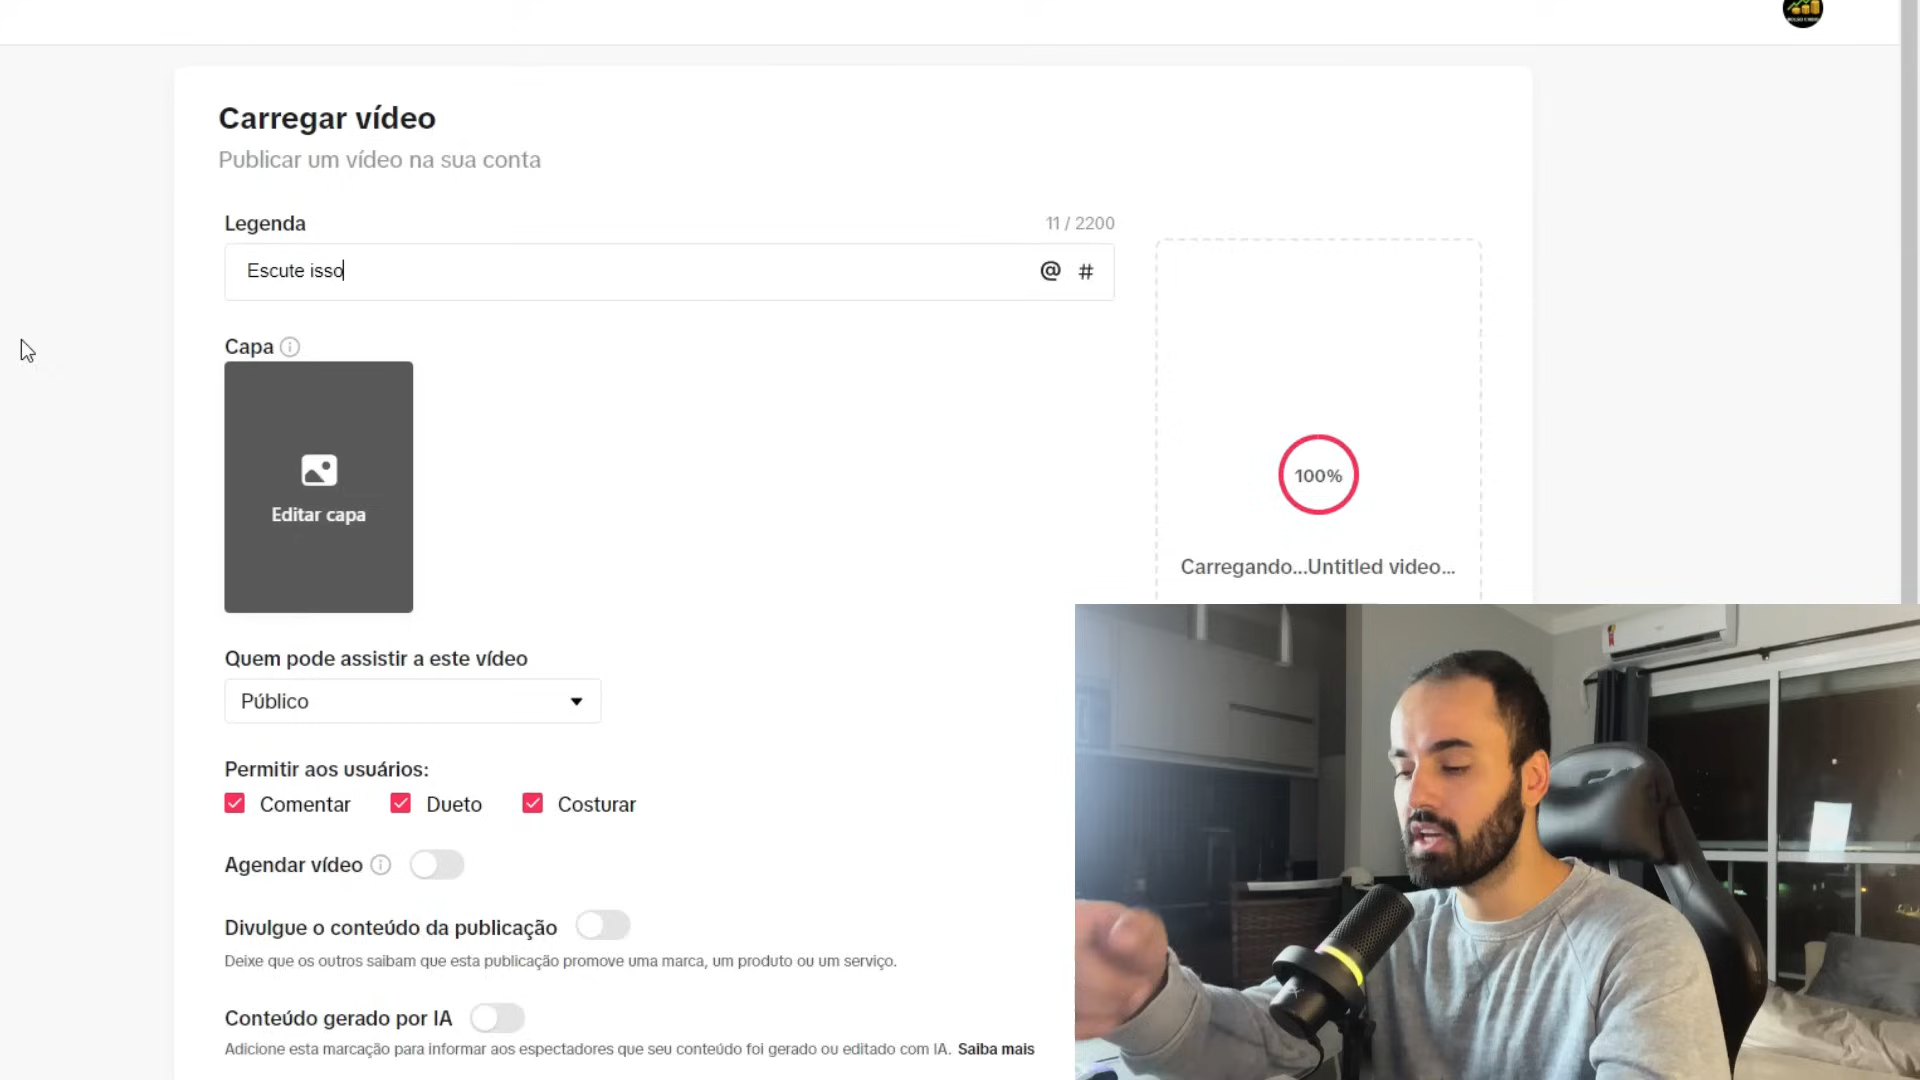 Carregar vídeo
Publicar um vídeo na sua conta
Legenda
11 / 2200
Escute isso
@ #
Capa
Editar capa
100%
Carregando...Untitled video...
Quem pode assistir a este vídeo
Público
Permitir aos usuários:
Comentar Dueto Costurar
Agendar vídeo
Divulgue o conteúdo da publicação
Deixe que os outros saibam que esta publicação promove uma marca, um produto ou um serviço.
Conteúdo gerado por IA
Adicione esta marcação para informar aos espectadores que seu conteúdo foi gerado ou editado com IA. Saiba mais